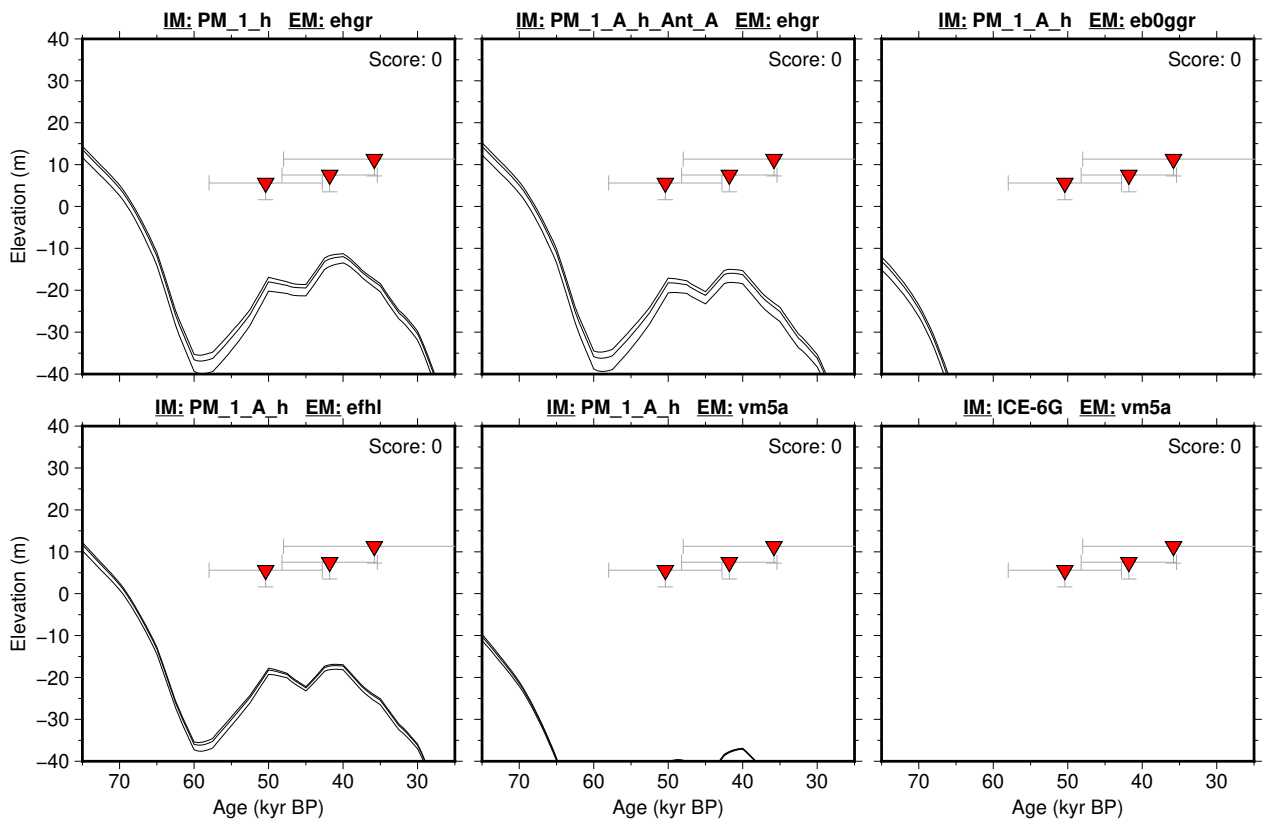 IM: PM_1_h EM: ehgr
IM: PM_1_A_h_Ant_A EM: ehgr
IM: PM_1_A_h EM: eb0ggr
Score: 0
Score: 0
Score: 0
Elevation (m)
40
30
20
10
0
−10
−20
−30
−40
IM: PM_1_A_h EM: efhl
IM: PM_1_A_h EM: vm5a
IM: ICE-6G EM: vm5a
Score: 0
Score: 0
Score: 0
Elevation (m)
40
30
20
10
0
−10
−20
−30
−40
70 60 50 40 30
70 60 50 40 30
70 60 50 40 30
Age (kyr BP)
Age (kyr BP)
Age (kyr BP)